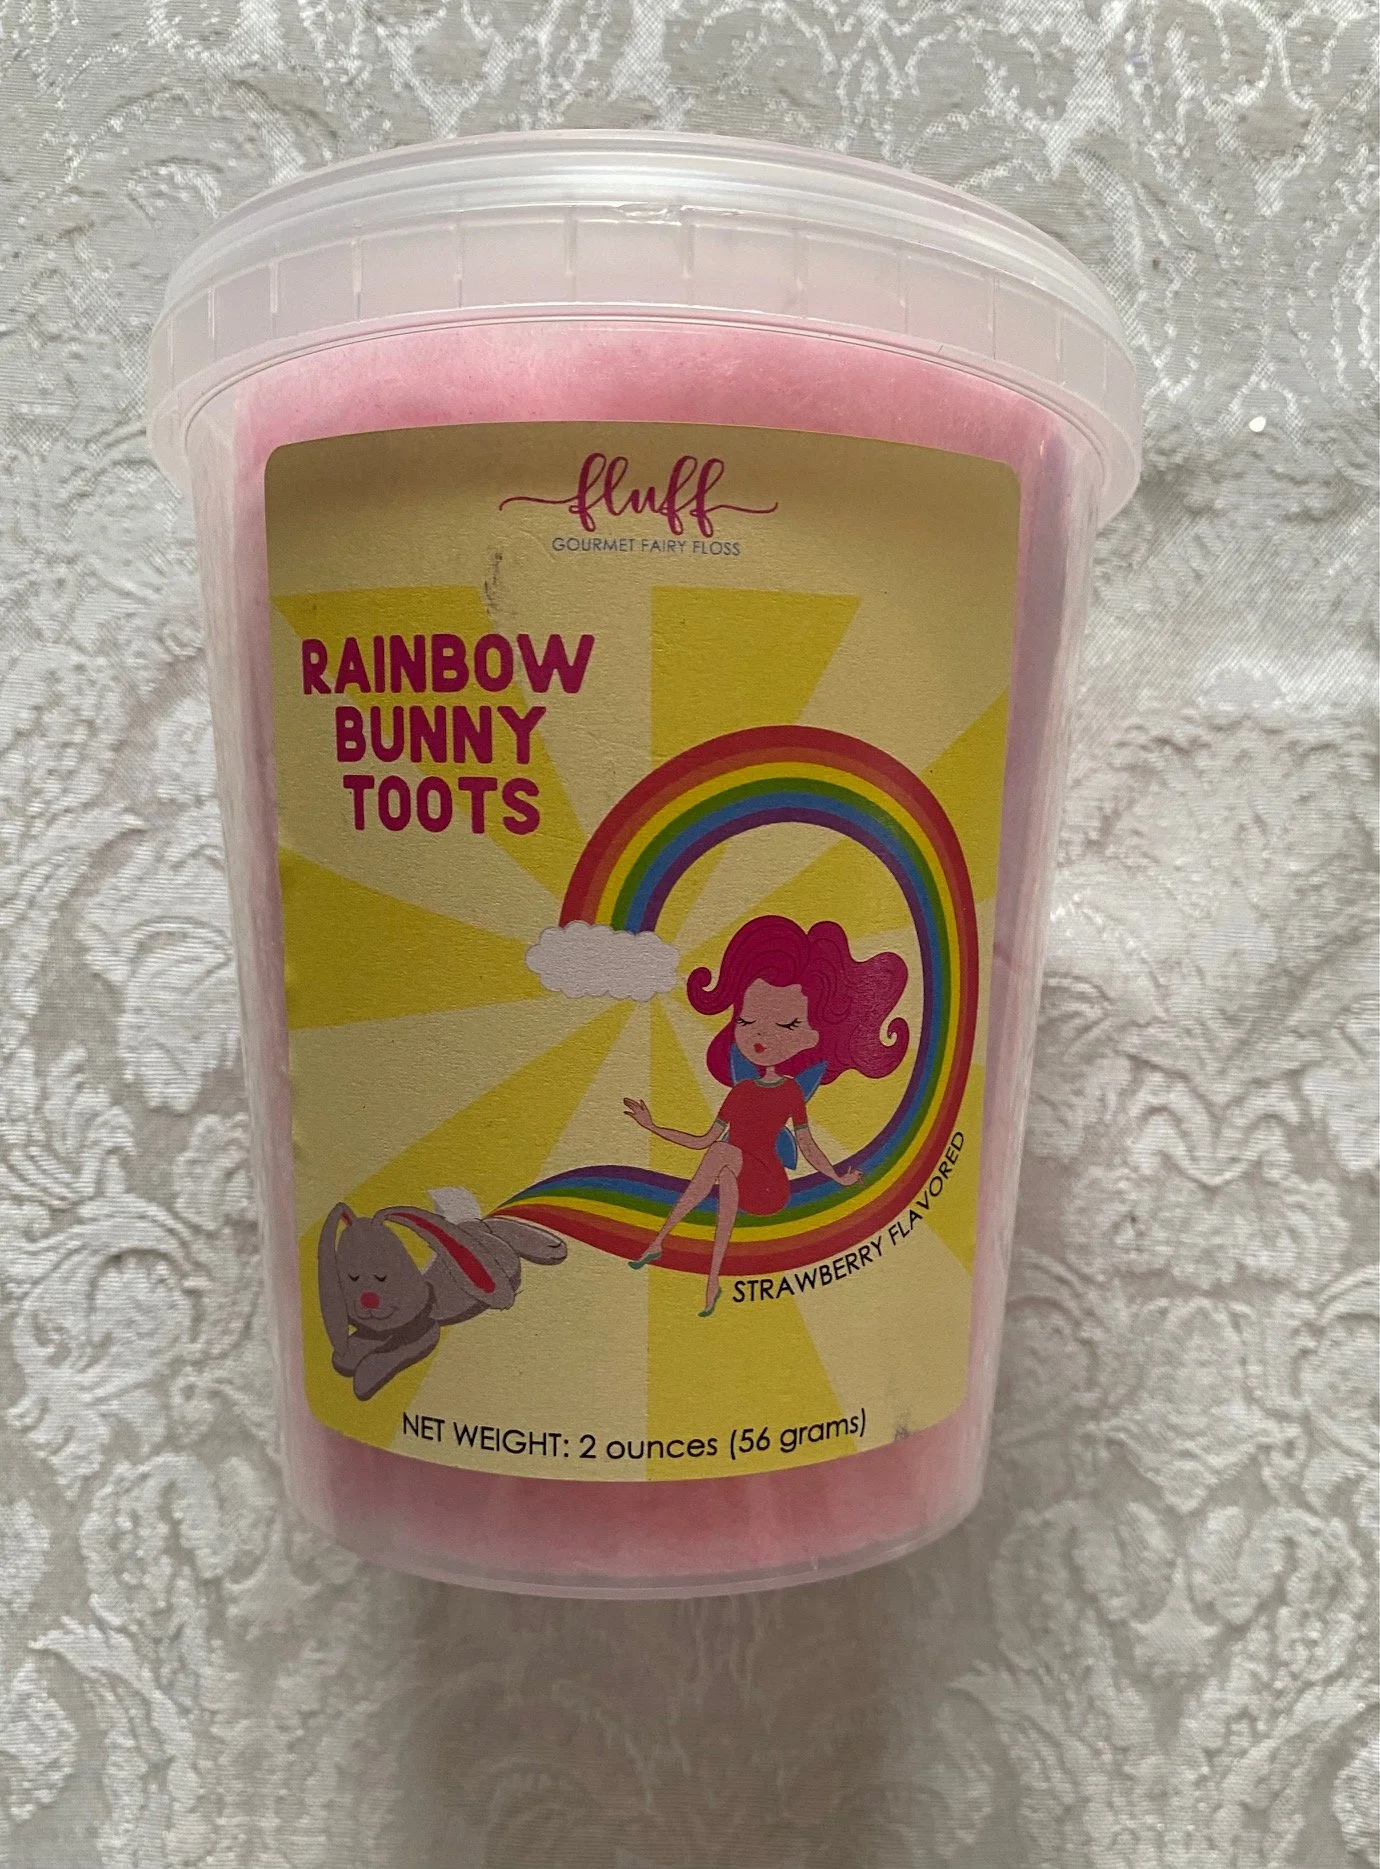 fluff
GOURMET FAIRY FLOSS
RAINBOW
BUNNY
TOOTS
STRAWBERRY FLAVORED
NET WEIGHT: 2 ounces (56 grams)